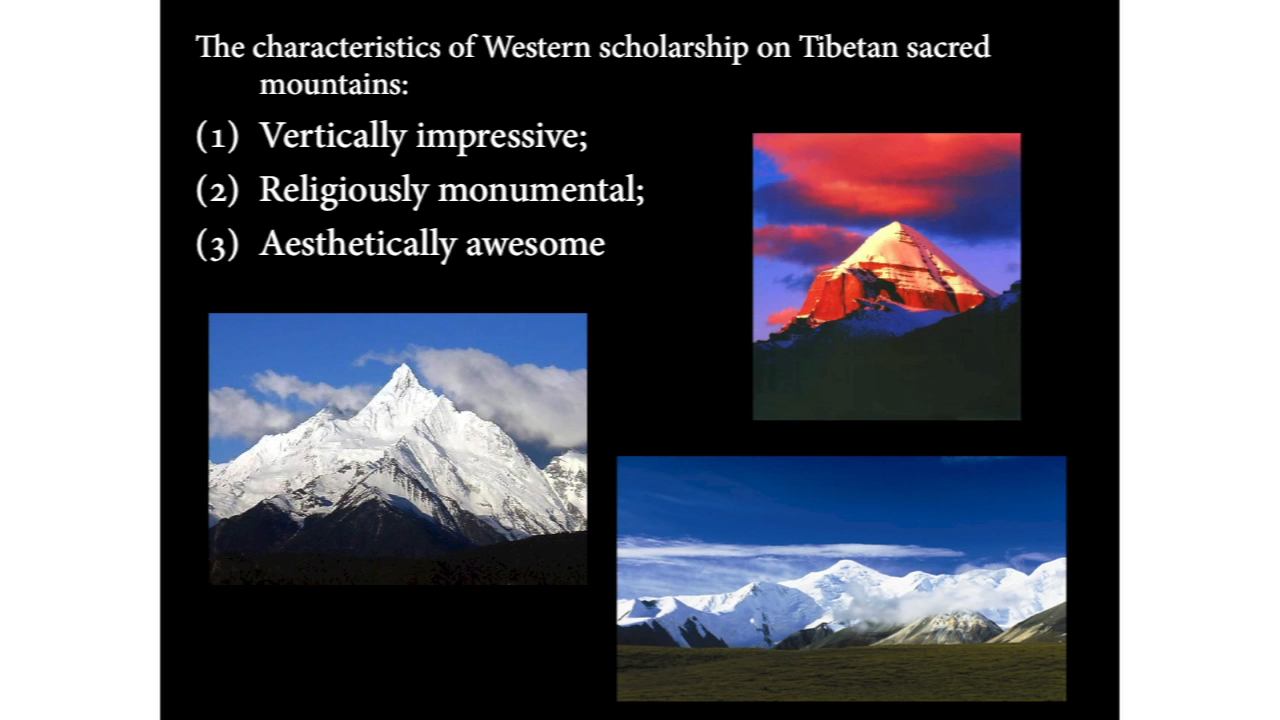 The characteristics of Western scholarship on Tibetan sacred
mountains:
(1) Vertically impressive;
(2) Religiously monumental;
(3) Aesthetically awesome